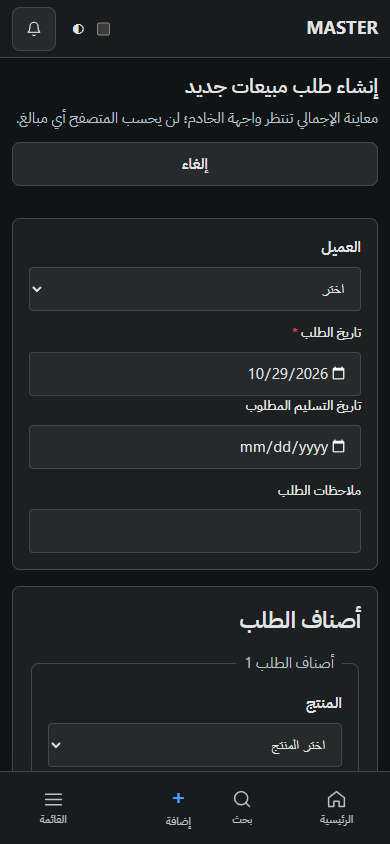 MASTER
إنشاء طلب مبيعات جديد
معاينة الإجمالي تنتظر واجهة الخادم؛ لن يحسب المتصفح أي مبالغ.
إلغاء
العميل
اختر
تاريخ الطلب *
10/29/2026
تاريخ التسليم المطلوب
mm/dd/yyyy
ملاحظات الطلب
أصناف الطلب
أصناف الطلب 1
المنتج
اختر المنتج
الرئيسية
بحث
إضافة
القائمة